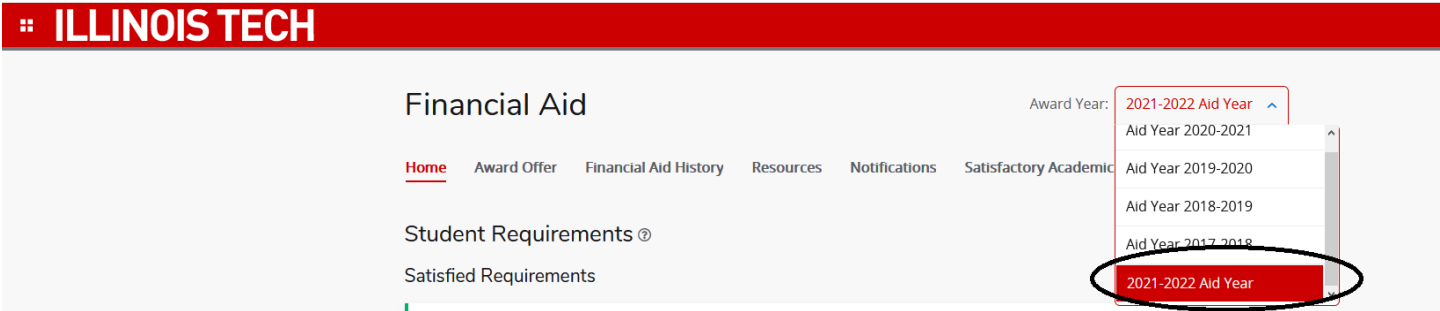 ILLINOIS TECH
Financial Aid
Award Year: 2021-2022 Aid Year
Aid Year 2020-2021
Home Award Offer Financial Aid History Resources Notifications Satisfactory Academic
Aid Year 2019-2020
Aid Year 2018-2019
Aid Year 2017-2018
2021-2022 Aid Year
Student Requirements
Satisfied Requirements